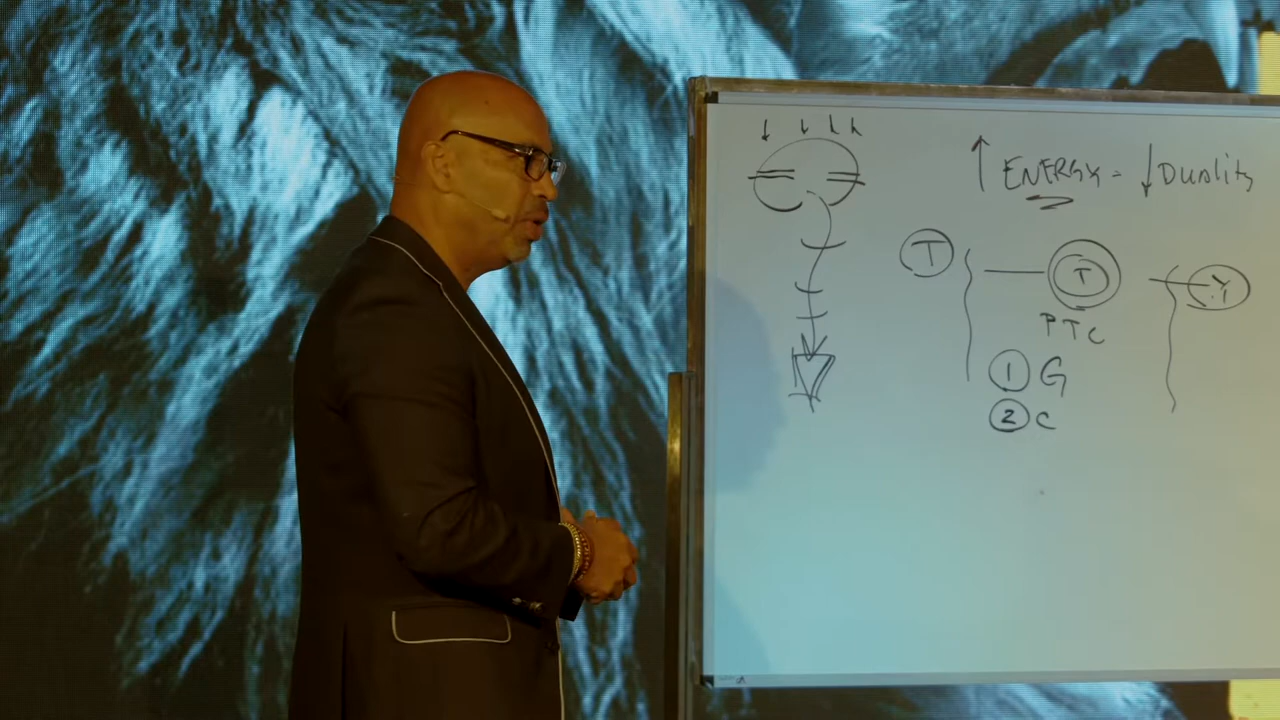 ↑ ENERGY - ↓ Duality
T
T
Y
PTC
1 G
2 C